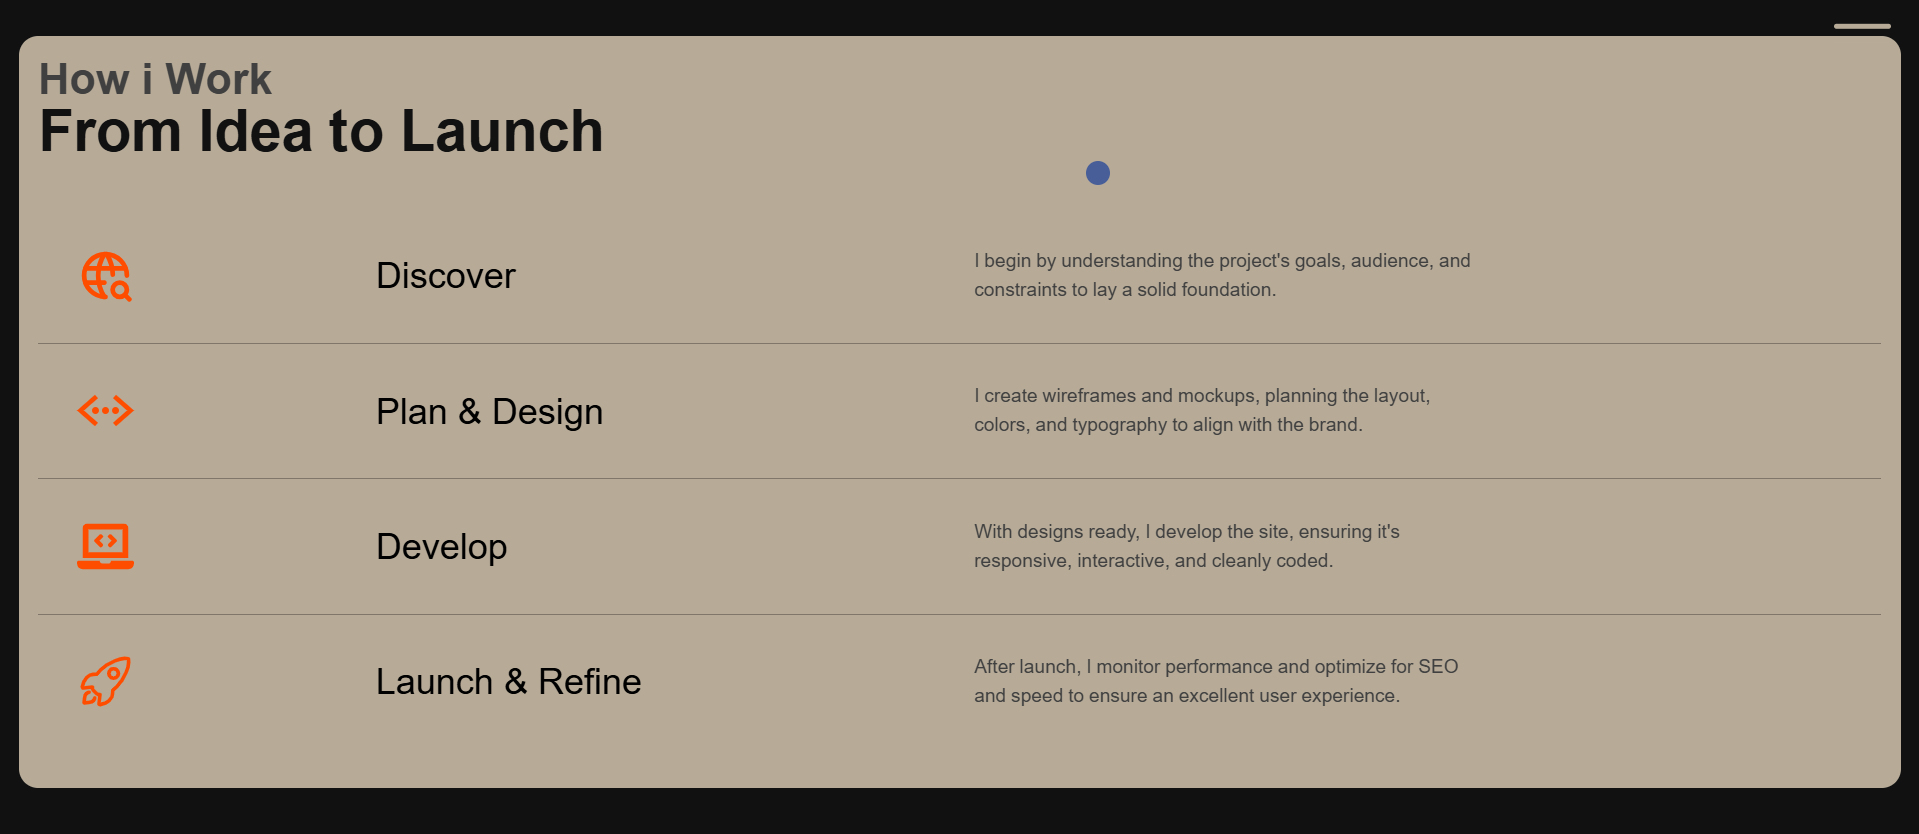 How i Work
From Idea to Launch
Discover
I begin by understanding the project's goals, audience, and
constraints to lay a solid foundation.
Plan & Design
I create wireframes and mockups, planning the layout,
colors, and typography to align with the brand.
Develop
With designs ready, I develop the site, ensuring it's
responsive, interactive, and cleanly coded.
Launch & Refine
After launch, I monitor performance and optimize for SEO
and speed to ensure an excellent user experience.